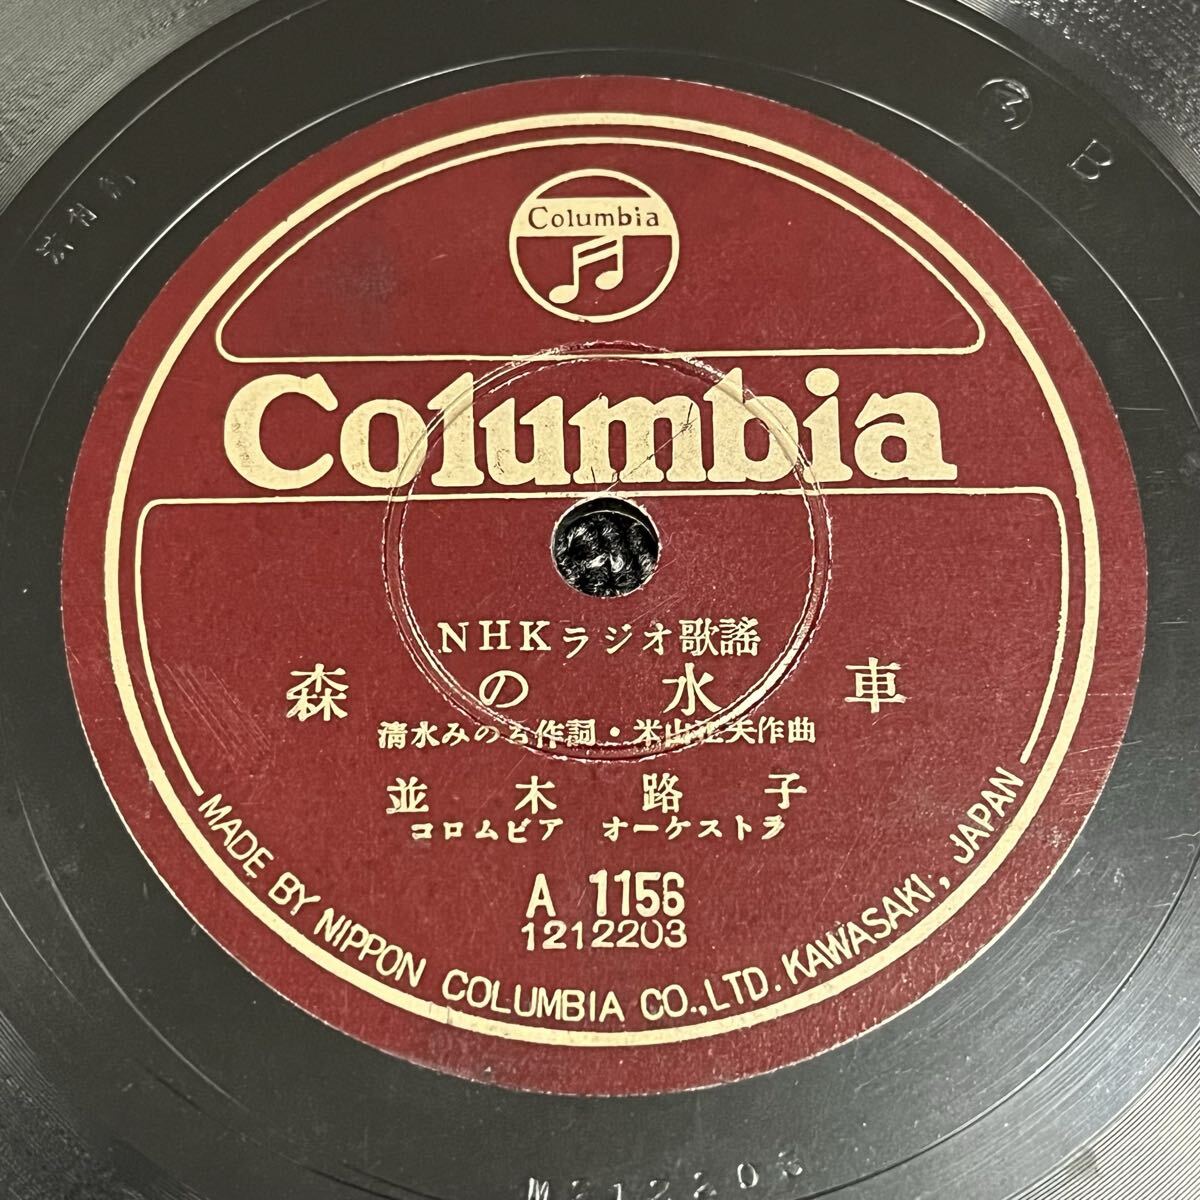 B
Columbia
Columbia
NHKラジオ歌謡
森の水車
清水みのる作詞・米山正夫作曲
並木路子
コロムビア オーケストラ
A 1156
1212203
MADE BY NIPPON COLUMBIA CO.,LTD. KAWASAKI, JAPAN